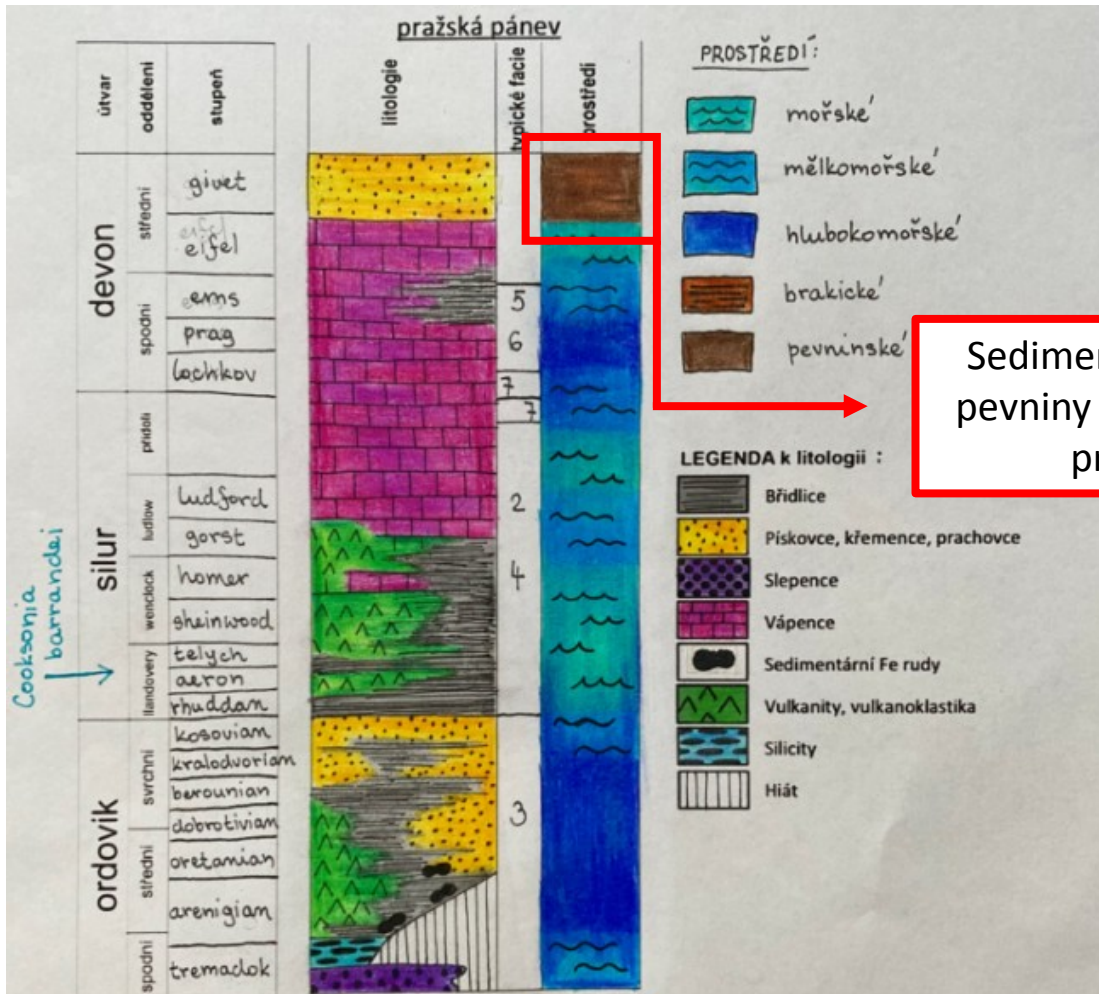 pražská pánev
útvar
oddělení
stupeň
litologie
typické facie
prostředí
devon
střední
spodní
givet
eifel
eifel
ems
prag
lochkov
silur
přídolí
ludlow
wenclock
llandovery
ludford
gorst
homer
sheinwood
telych
aeron
rhuddan
ordovik
svrchní
střední
spodní
kosovian
kralodvorian
berounian
dobrotivian
oretanian
arenigian
tremadok
5
6
7
7
2
4
3
Cooksonia
barrandei
PROSTŘEDÍ:
mořské
mělkomořské
hlubokomořské
brakické
pevninské
Sedimen
pevniny
pr
LEGENDA k litologii :
Břidlice
Pískovce, křemence, prachovce
Slepence
Vápence
Sedimentární Fe rudy
Vulkanity, vulkanoklastika
Silicity
Hiát